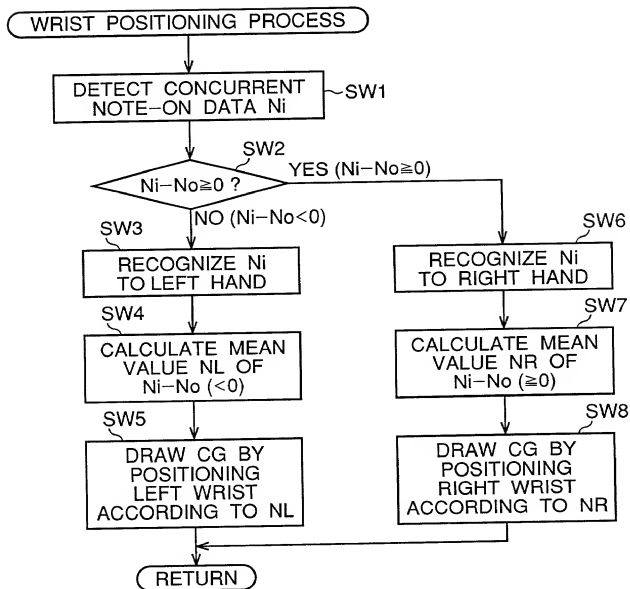 WRIST POSITIONING PROCESS
DETECT CONCURRENT
NOTE-ON DATA Ni
SW1
SW2
Ni-No≧0 ?
YES (Ni-No≧0)
NO (Ni-No<0)
SW3
RECOGNIZE Ni
TO LEFT HAND
SW4
CALCULATE MEAN
VALUE NL OF
Ni-No (<0)
SW5
DRAW CG BY
POSITIONING
LEFT WRIST
ACCORDING TO NL
SW6
RECOGNIZE Ni
TO RIGHT HAND
SW7
CALCULATE MEAN
VALUE NR OF
Ni-No (≧0)
SW8
DRAW CG BY
POSITIONING
RIGHT WRIST
ACCORDING TO NR
RETURN